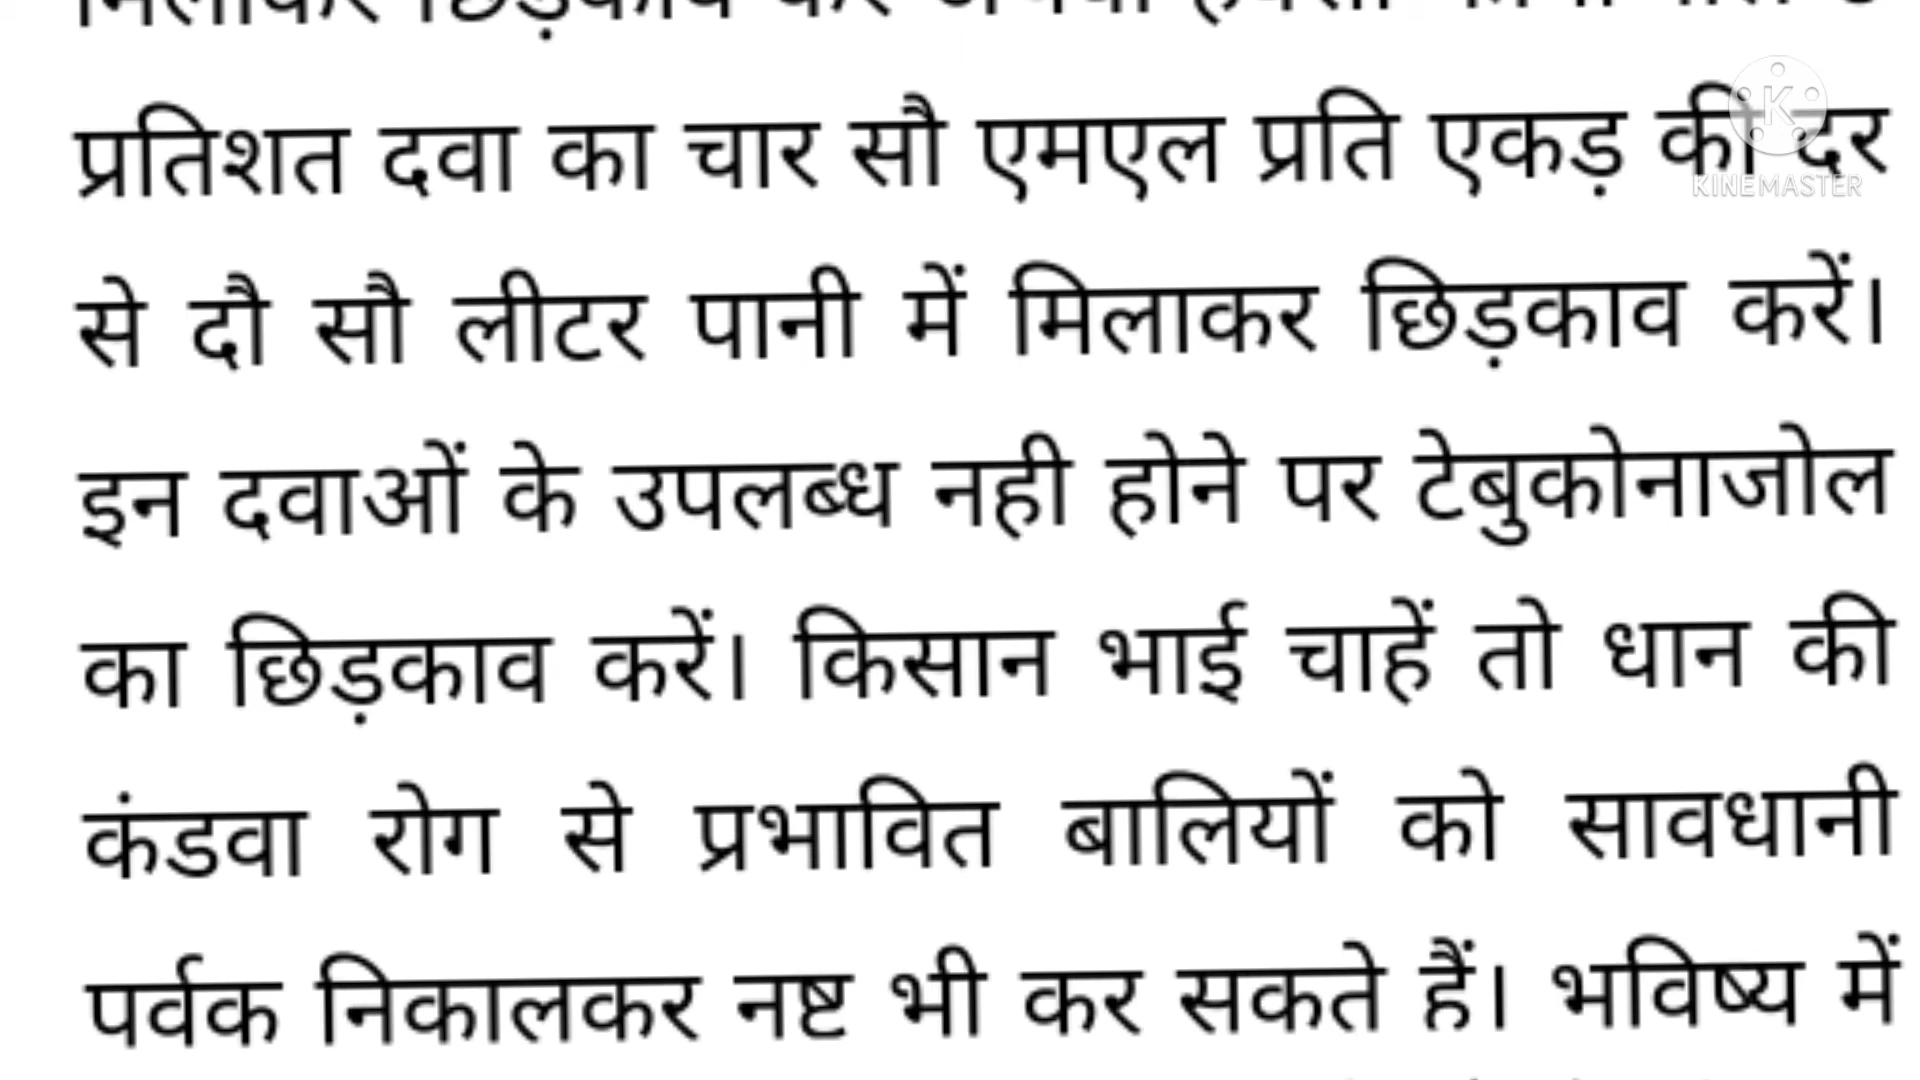 प्रतिशत दवा का चार सौ एमएल प्रति एकड़ की दर
KINEMASTER
से दौ सौ लीटर पानी में मिलाकर छिड़काव करें।
इन दवाओं के उपलब्ध नही होने पर टेबुकोनाजोल
का छिड़काव करें। किसान भाई चाहें तो धान की
कंडवा रोग से प्रभावित बालियों को सावधानी
पर्वक निकालकर नष्ट भी कर सकते हैं। भविष्य में